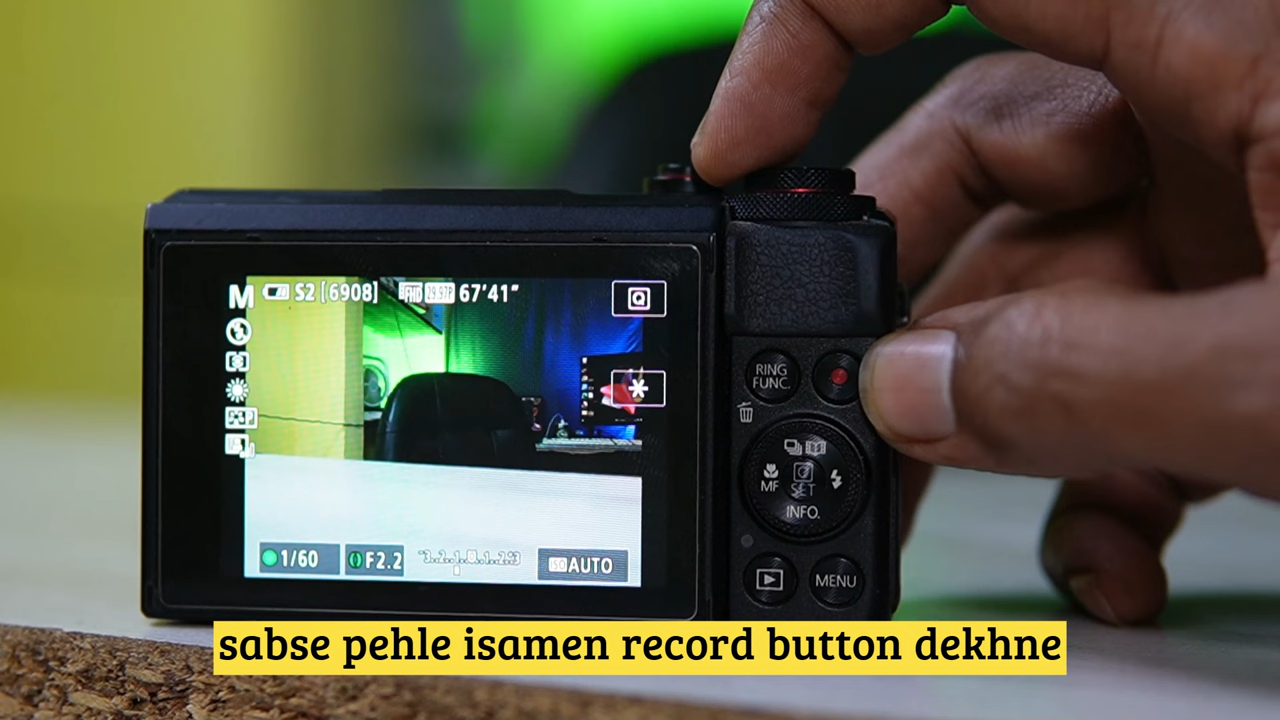 M S2 [6908] FHD 29.97P 67'41"
Q
RING
FUNC.
MF
SET
INFO.
1/60 F2.2 ISO AUTO
MENU
sabse pehle isamen record button dekhne